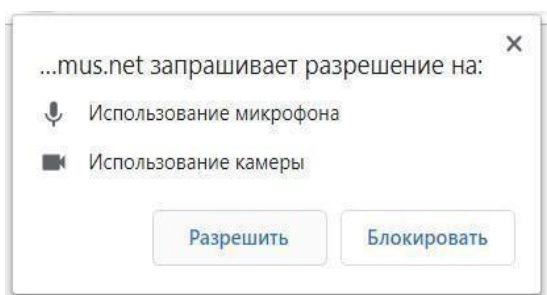 ...mus.net запрашивает разрешение на:
Использование микрофона
Использование камеры
Разрешить
Блокировать